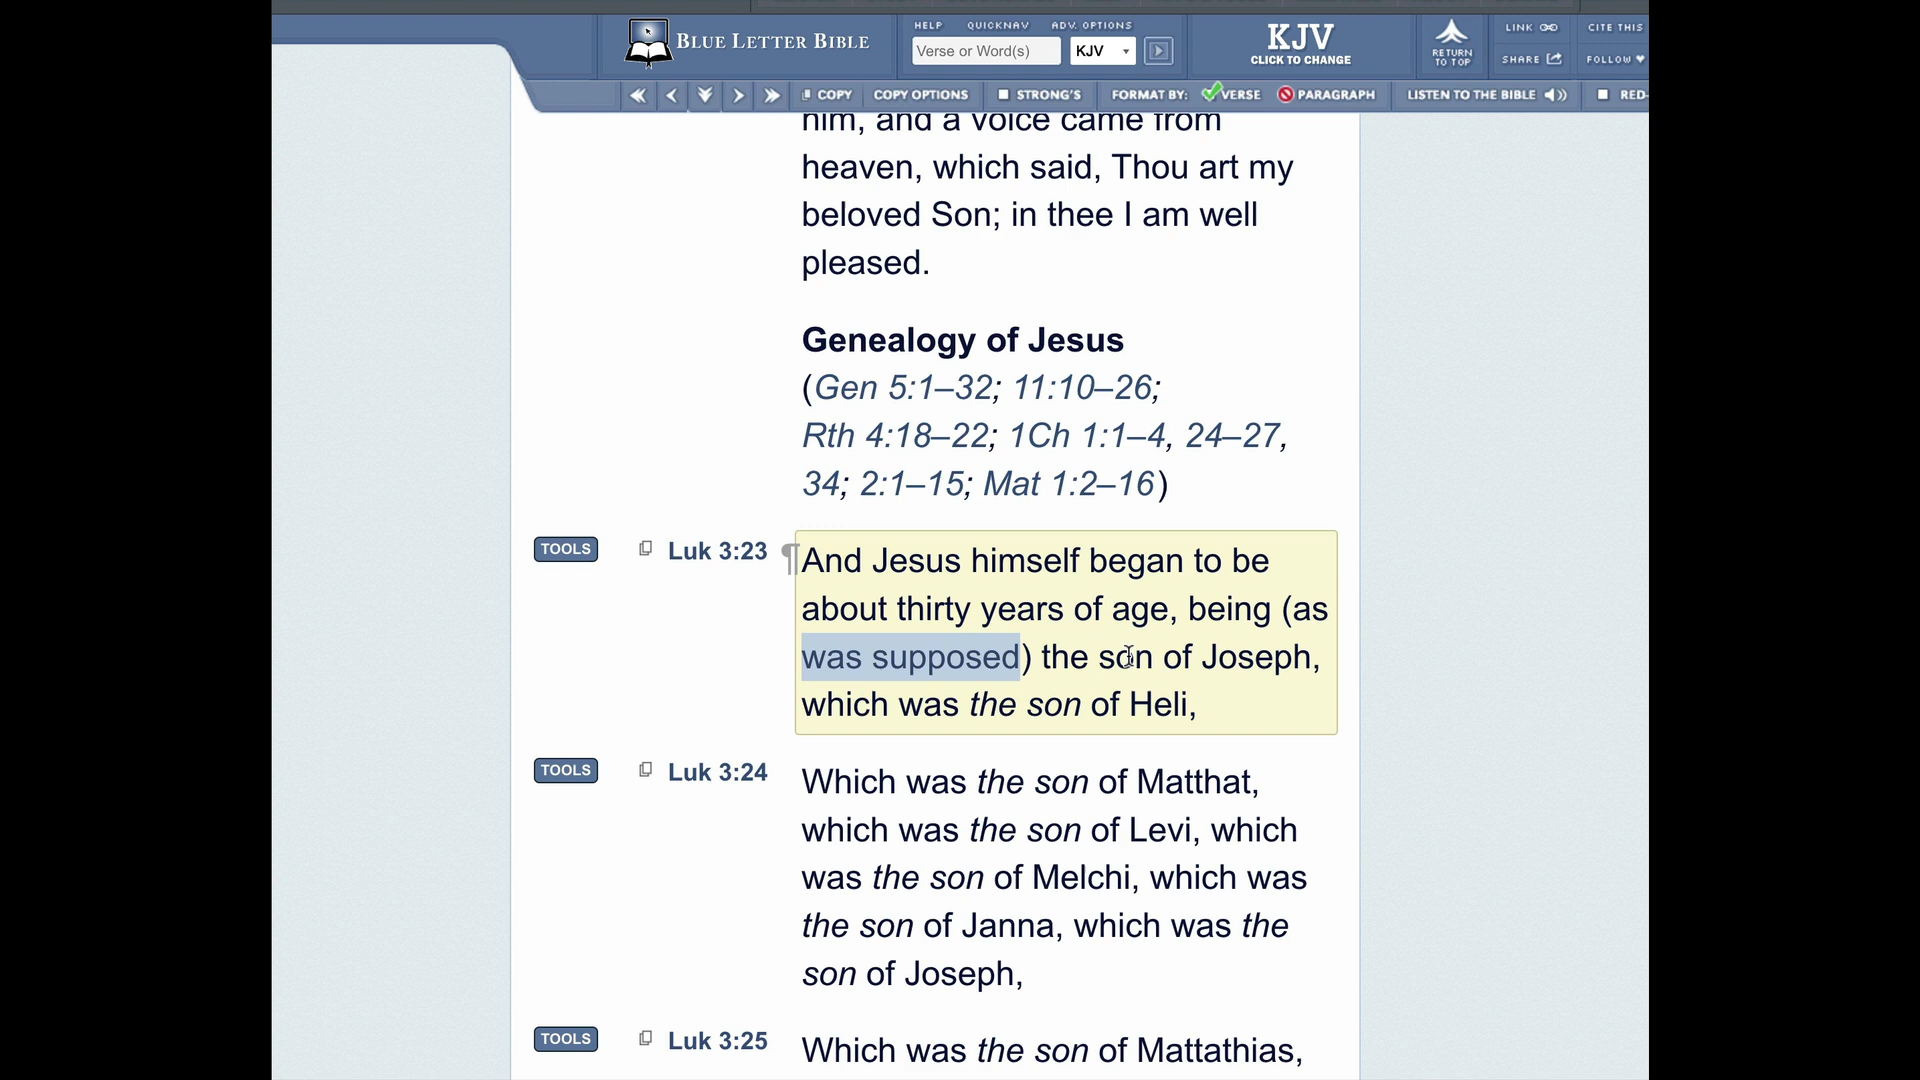 HELP QUICKNAV ADV. OPTIONS
BLUE LETTER BIBLE
Verse or Word(s) KJV
KJV
CLICK TO CHANGE
RETURN
TO TOP
LINK
CITE THIS
SHARE
FOLLOW
COPY COPY OPTIONS STRONG'S FORMAT BY: VERSE PARAGRAPH LISTEN TO THE BIBLE RED-
him, and a voice came from
heaven, which said, Thou art my
beloved Son; in thee I am well
pleased.
Genealogy of Jesus
(Gen 5:1–32; 11:10–26;
Rth 4:18–22; 1Ch 1:1–4, 24–27,
34; 2:1–15; Mat 1:2–16)
TOOLS Luk 3:23 ¶And Jesus himself began to be
about thirty years of age, being (as
was supposed) the son of Joseph,
which was the son of Heli,
TOOLS Luk 3:24 Which was the son of Matthat,
which was the son of Levi, which
was the son of Melchi, which was
the son of Janna, which was the
son of Joseph,
TOOLS Luk 3:25 Which was the son of Mattathias,